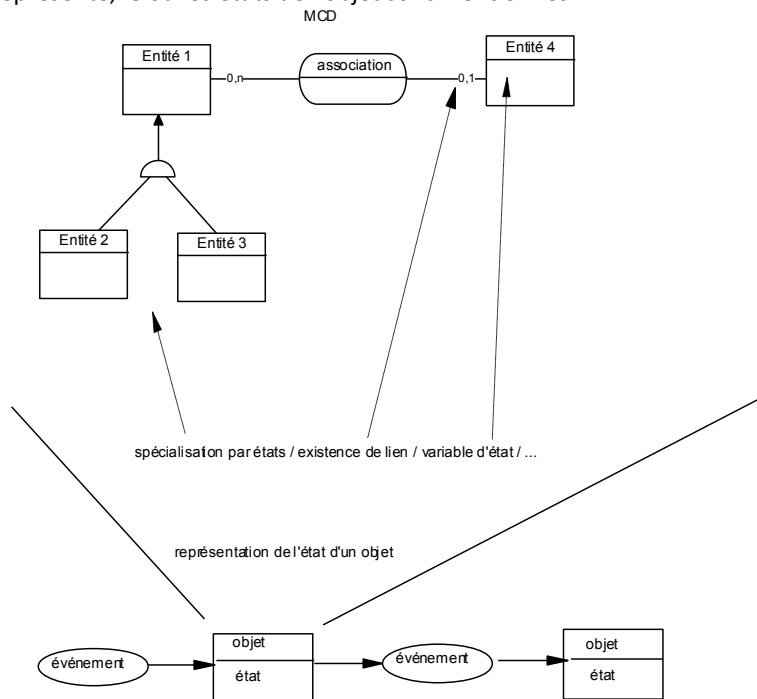 MCD
Entité 1
0,n
association
0,1
Entité 4
Entité 2
Entité 3
spécialisation par états / existence de lien / variable d'état / ...
représentation de l'état d'un objet
événement
objet
état
événement
objet
état